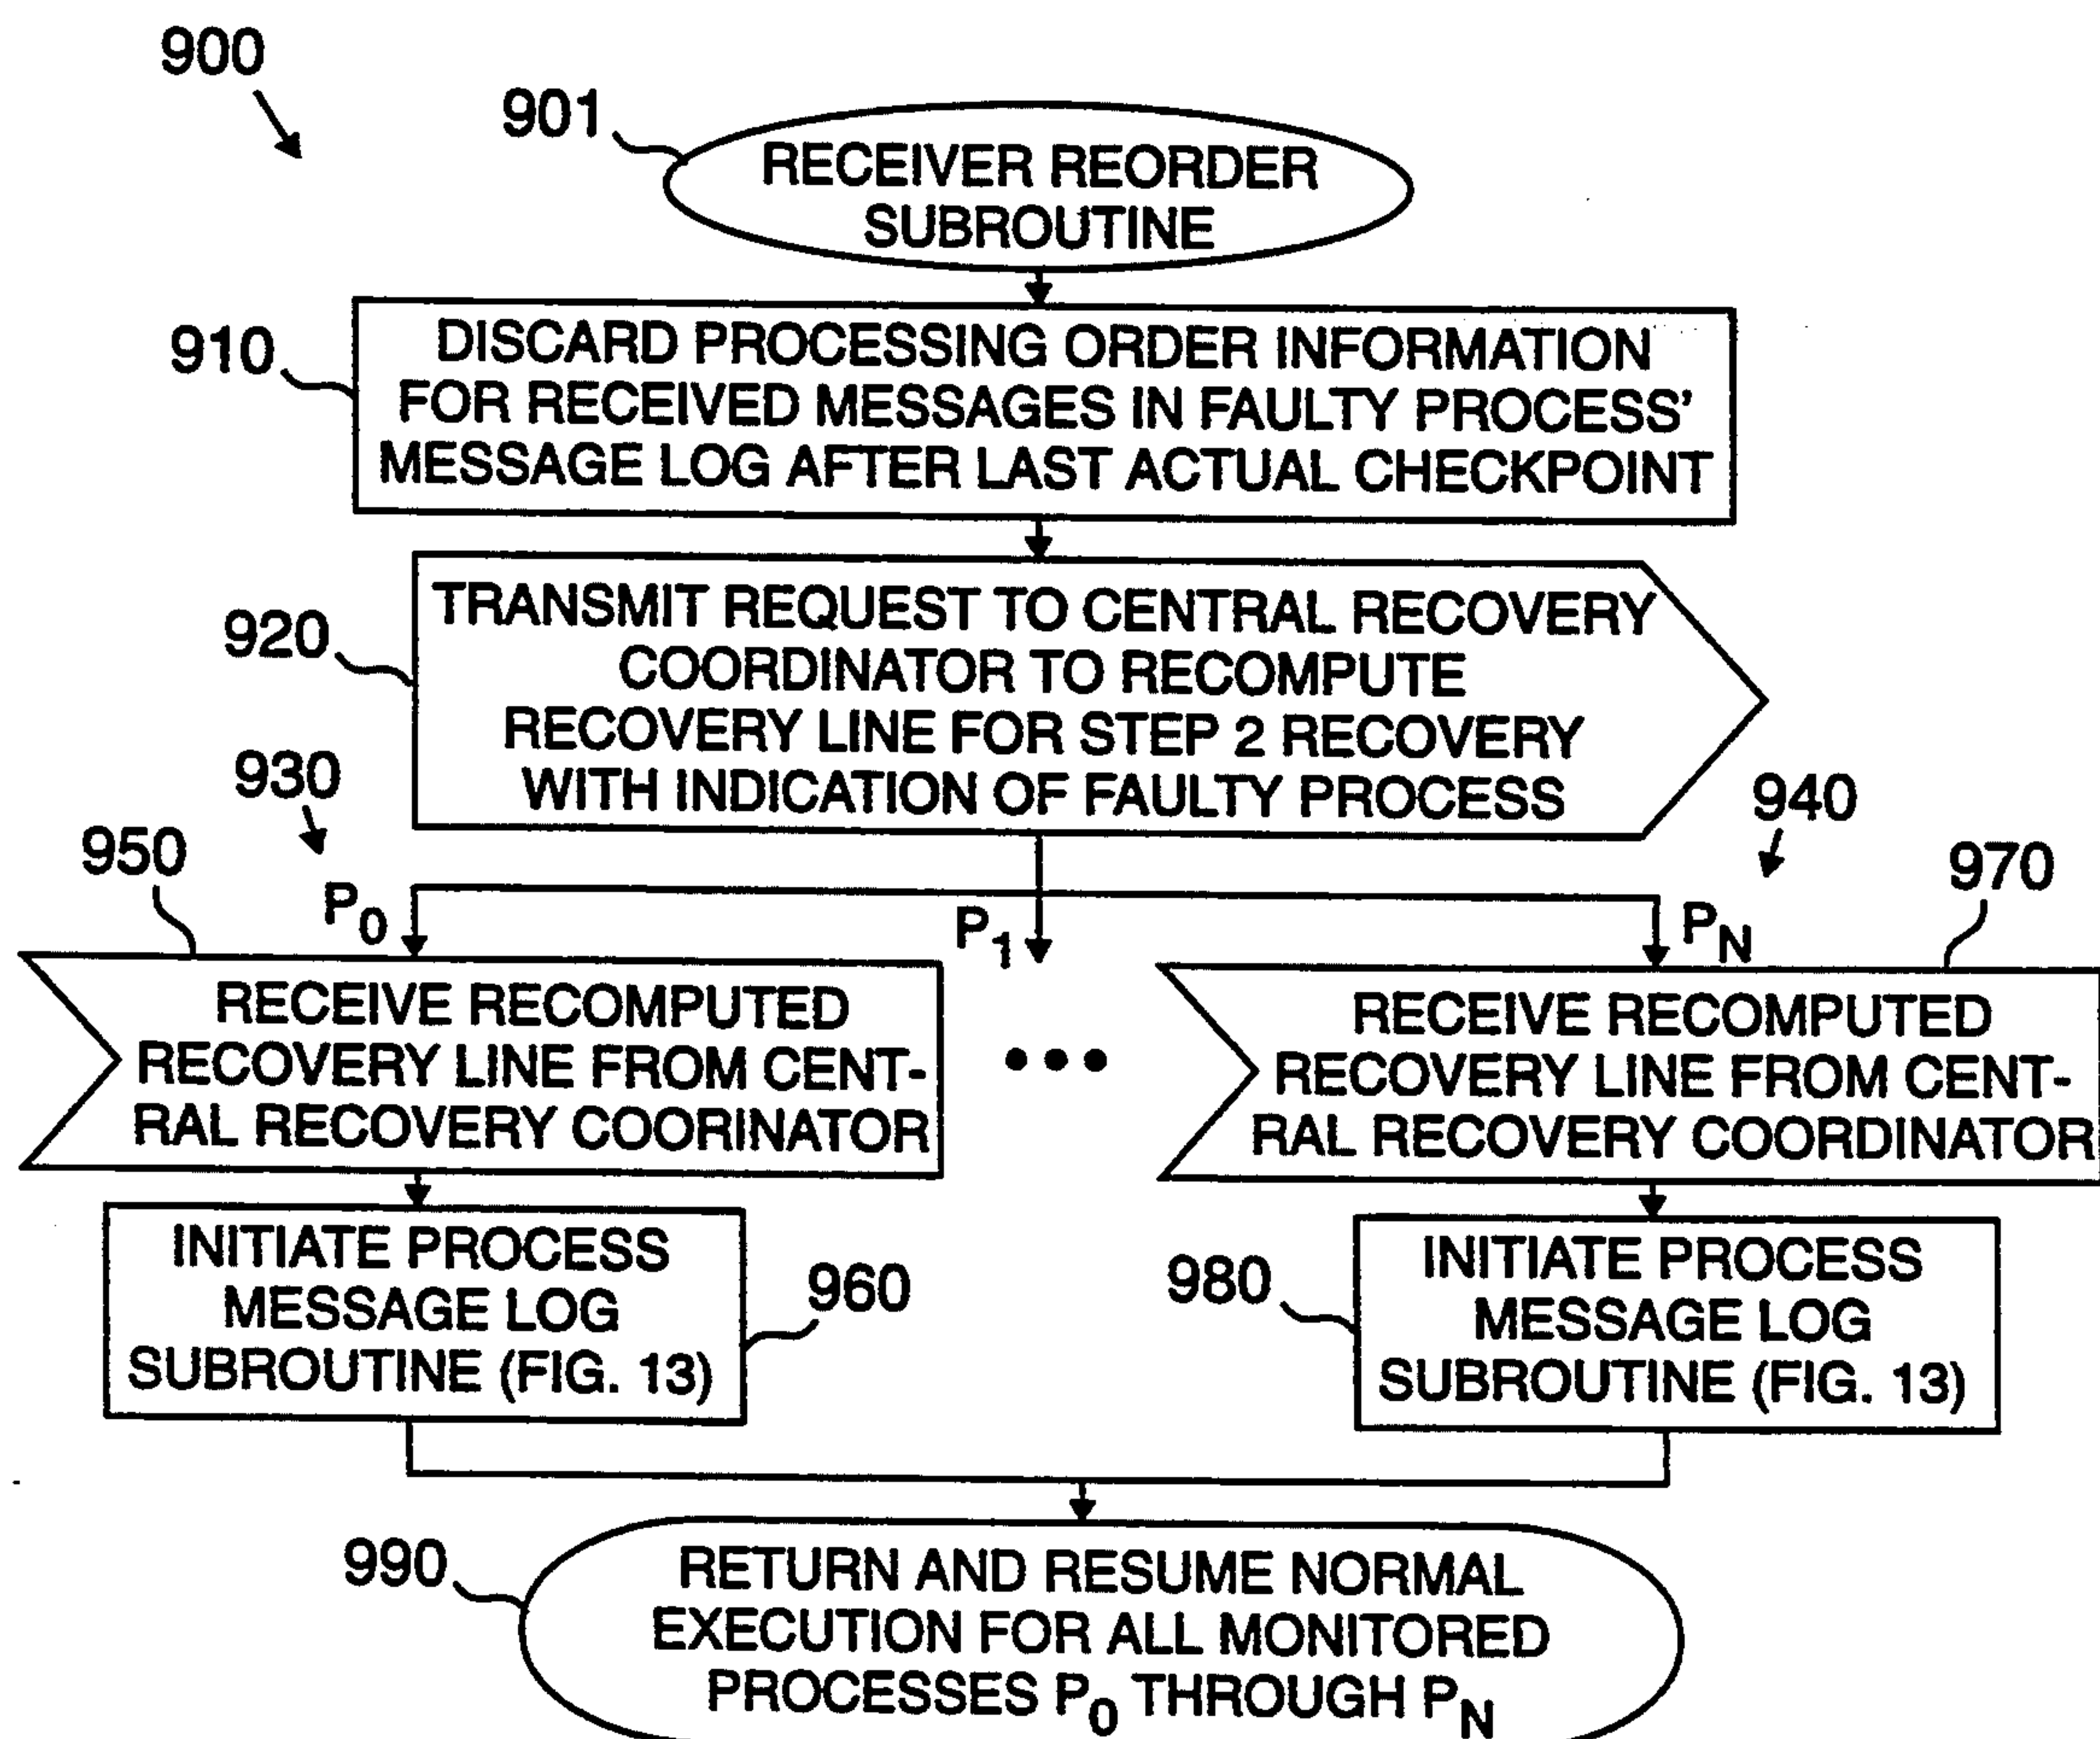 900
901
RECEIVER REORDER
SUBROUTINE
910
DISCARD PROCESSING ORDER INFORMATION
FOR RECEIVED MESSAGES IN FAULTY PROCESS'
MESSAGE LOG AFTER LAST ACTUAL CHECKPOINT
920
TRANSMIT REQUEST TO CENTRAL RECOVERY
COORDINATOR TO RECOMPUTE
RECOVERY LINE FOR STEP 2 RECOVERY
WITH INDICATION OF FAULTY PROCESS
930
940
950
P0
P1
PN
970
RECEIVE RECOMPUTED
RECOVERY LINE FROM CENT-
RAL RECOVERY COORINATOR
RECEIVE RECOMPUTED
RECOVERY LINE FROM CENT-
RAL RECOVERY COORDINATOR
INITIATE PROCESS
MESSAGE LOG
SUBROUTINE (FIG. 13)
960
980
INITIATE PROCESS
MESSAGE LOG
SUBROUTINE (FIG. 13)
990
RETURN AND RESUME NORMAL
EXECUTION FOR ALL MONITORED
PROCESSES P0 THROUGH PN